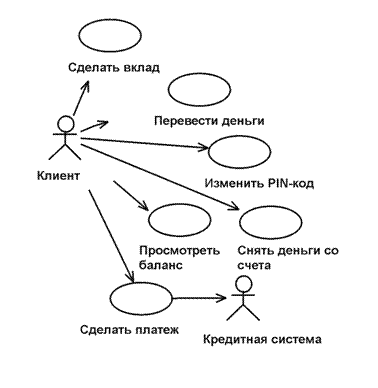 Сделать вклад
Перевести деньги
Клиент
Изменить PIN-код
Просмотреть
баланс
Снять деньги со
счета
Сделать платеж
Кредитная система